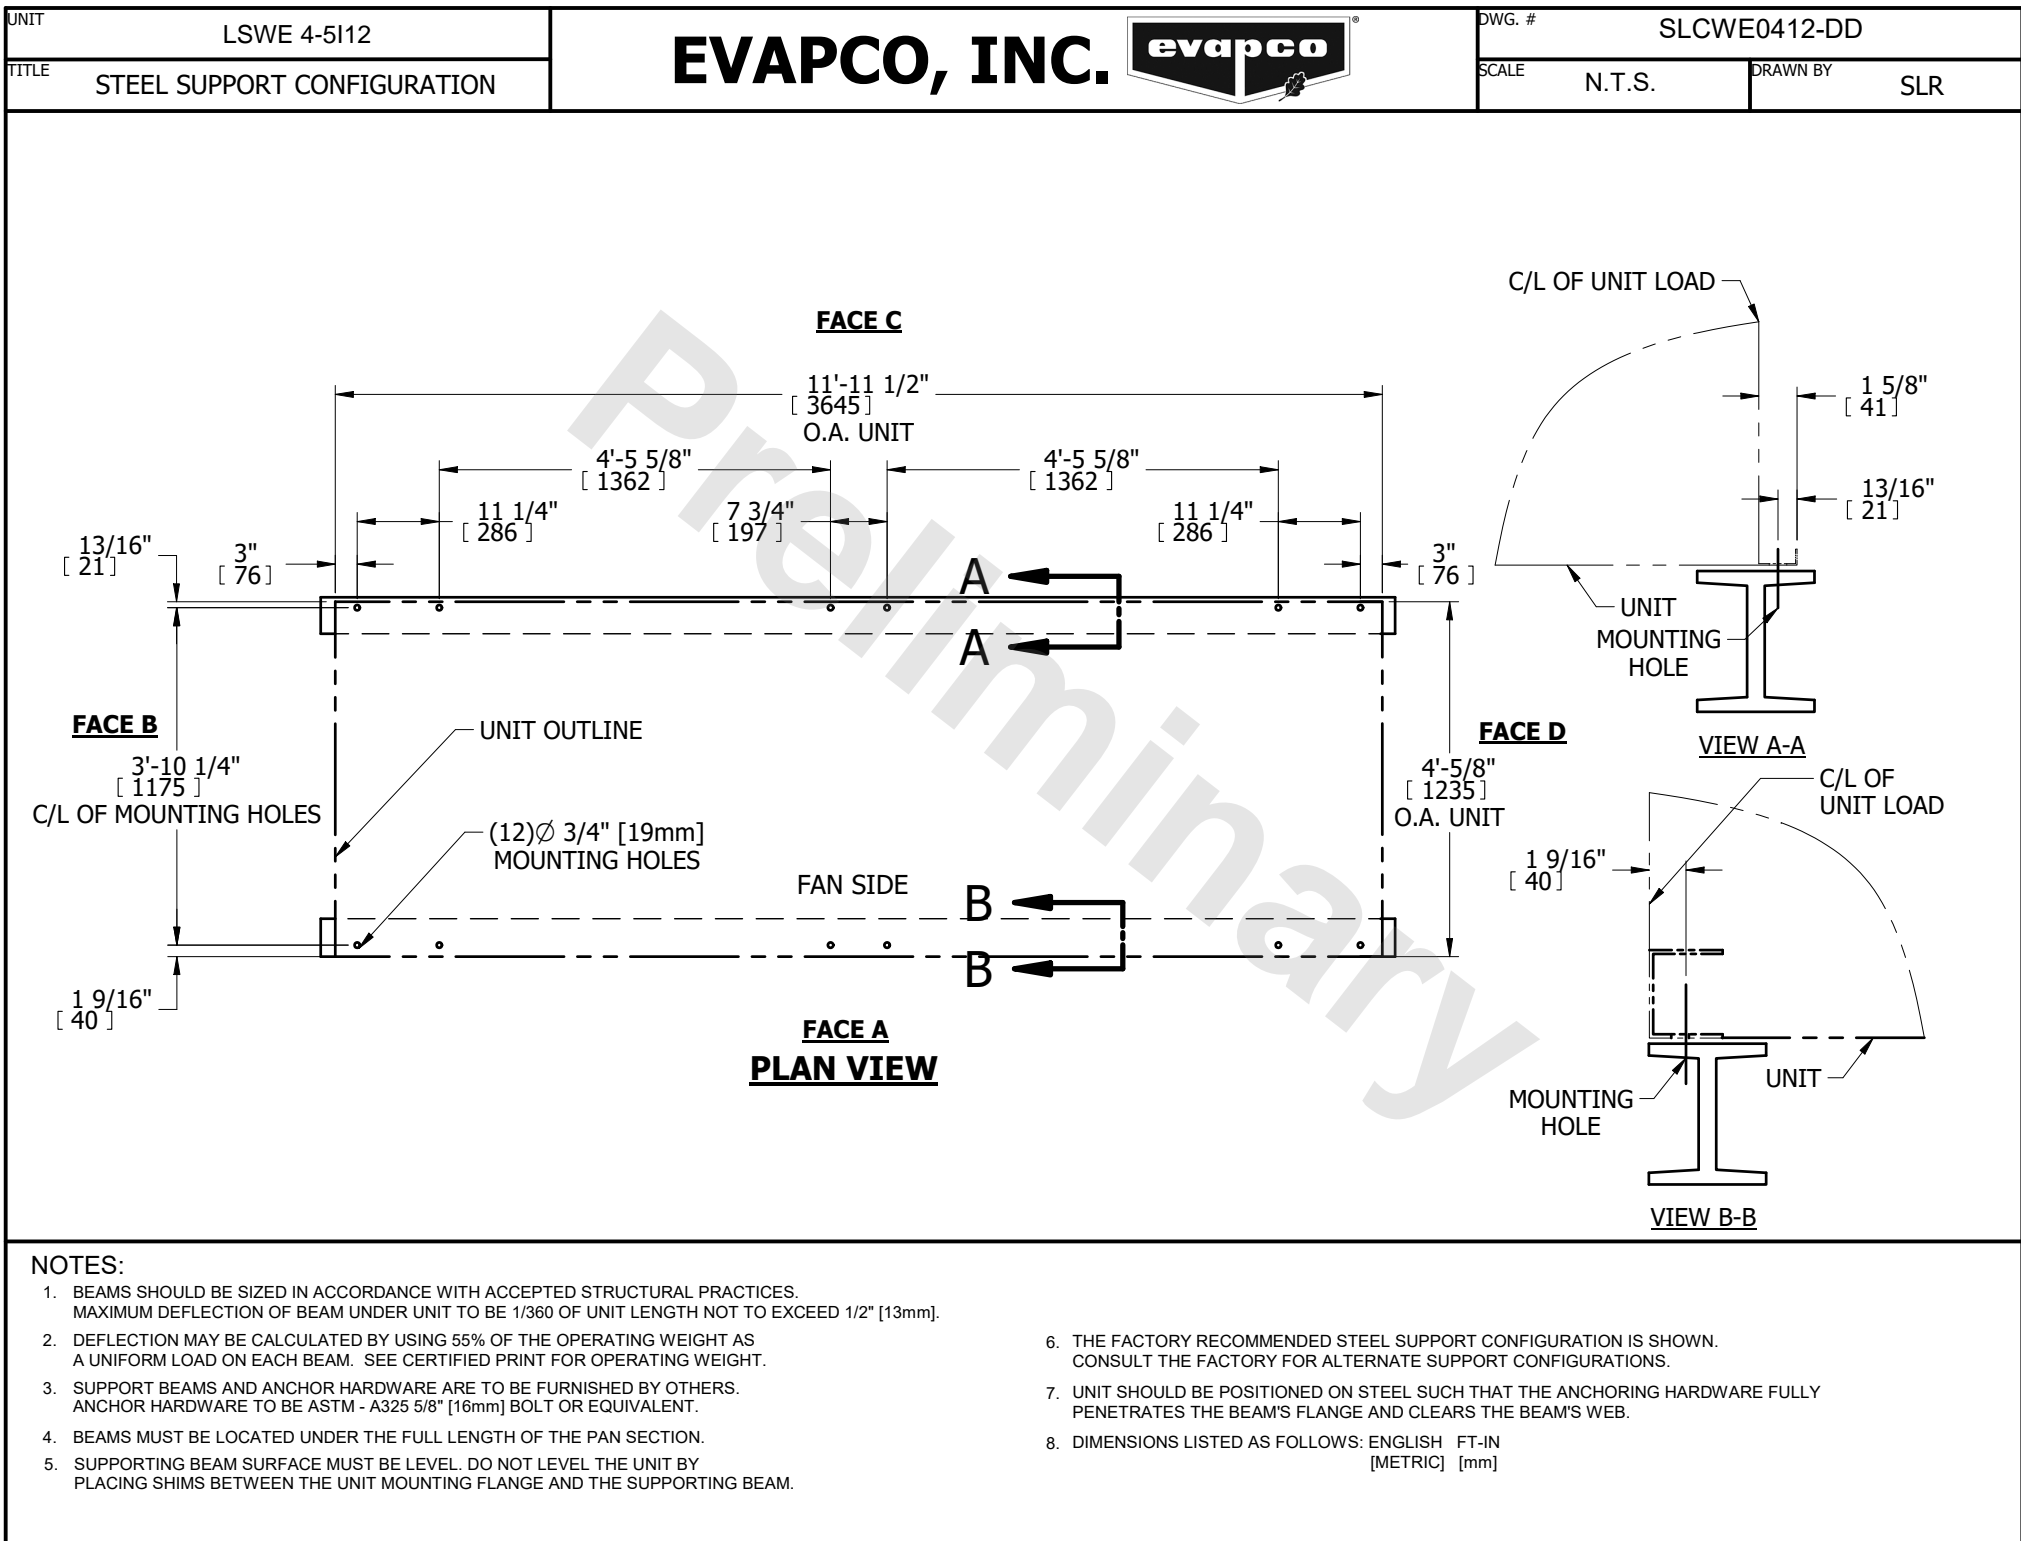 UNIT
LSWE 4-5I12
TITLE
STEEL SUPPORT CONFIGURATION
EVAPCO, INC.
evapco
®
DWG. #
SLCWE0412-DD
SCALE
N.T.S.
DRAWN BY
SLR
Preliminary
FACE C
11'-11 1/2"
[ 3645 ]
O.A. UNIT
4'-5 5/8"
[ 1362 ]
4'-5 5/8"
[ 1362 ]
11 1/4"
[ 286 ]
7 3/4"
[ 197 ]
11 1/4"
[ 286 ]
13/16"
[ 21 ]
3"
[ 76 ]
3"
[ 76 ]
A
A
FACE B
3'-10 1/4"
[ 1175 ]
C/L OF MOUNTING HOLES
UNIT OUTLINE
(12)Ø 3/4" [19mm]
MOUNTING HOLES
FAN SIDE
B
B
FACE D
4'-5/8"
[ 1235 ]
O.A. UNIT
1 9/16"
[ 40 ]
FACE A
PLAN VIEW
C/L OF UNIT LOAD
1 5/8"
[ 41 ]
13/16"
[ 21 ]
UNIT
MOUNTING
HOLE
VIEW A-A
C/L OF
UNIT LOAD
1 9/16"
[ 40 ]
UNIT
MOUNTING
HOLE
VIEW B-B
NOTES:
1. BEAMS SHOULD BE SIZED IN ACCORDANCE WITH ACCEPTED STRUCTURAL PRACTICES.
MAXIMUM DEFLECTION OF BEAM UNDER UNIT TO BE 1/360 OF UNIT LENGTH NOT TO EXCEED 1/2" [13mm].
2. DEFLECTION MAY BE CALCULATED BY USING 55% OF THE OPERATING WEIGHT AS
A UNIFORM LOAD ON EACH BEAM. SEE CERTIFIED PRINT FOR OPERATING WEIGHT.
3. SUPPORT BEAMS AND ANCHOR HARDWARE ARE TO BE FURNISHED BY OTHERS.
ANCHOR HARDWARE TO BE ASTM - A325 5/8" [16mm] BOLT OR EQUIVALENT.
4. BEAMS MUST BE LOCATED UNDER THE FULL LENGTH OF THE PAN SECTION.
5. SUPPORTING BEAM SURFACE MUST BE LEVEL. DO NOT LEVEL THE UNIT BY
PLACING SHIMS BETWEEN THE UNIT MOUNTING FLANGE AND THE SUPPORTING BEAM.
6. THE FACTORY RECOMMENDED STEEL SUPPORT CONFIGURATION IS SHOWN.
CONSULT THE FACTORY FOR ALTERNATE SUPPORT CONFIGURATIONS.
7. UNIT SHOULD BE POSITIONED ON STEEL SUCH THAT THE ANCHORING HARDWARE FULLY
PENETRATES THE BEAM'S FLANGE AND CLEARS THE BEAM'S WEB.
8. DIMENSIONS LISTED AS FOLLOWS: ENGLISH FT-IN
[METRIC] [mm]